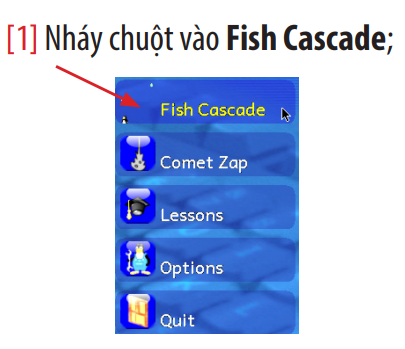 [1] Nháy chuột vào Fish Cascade;
Fish Cascade
Comet Zap
Lessons
Options
Quit